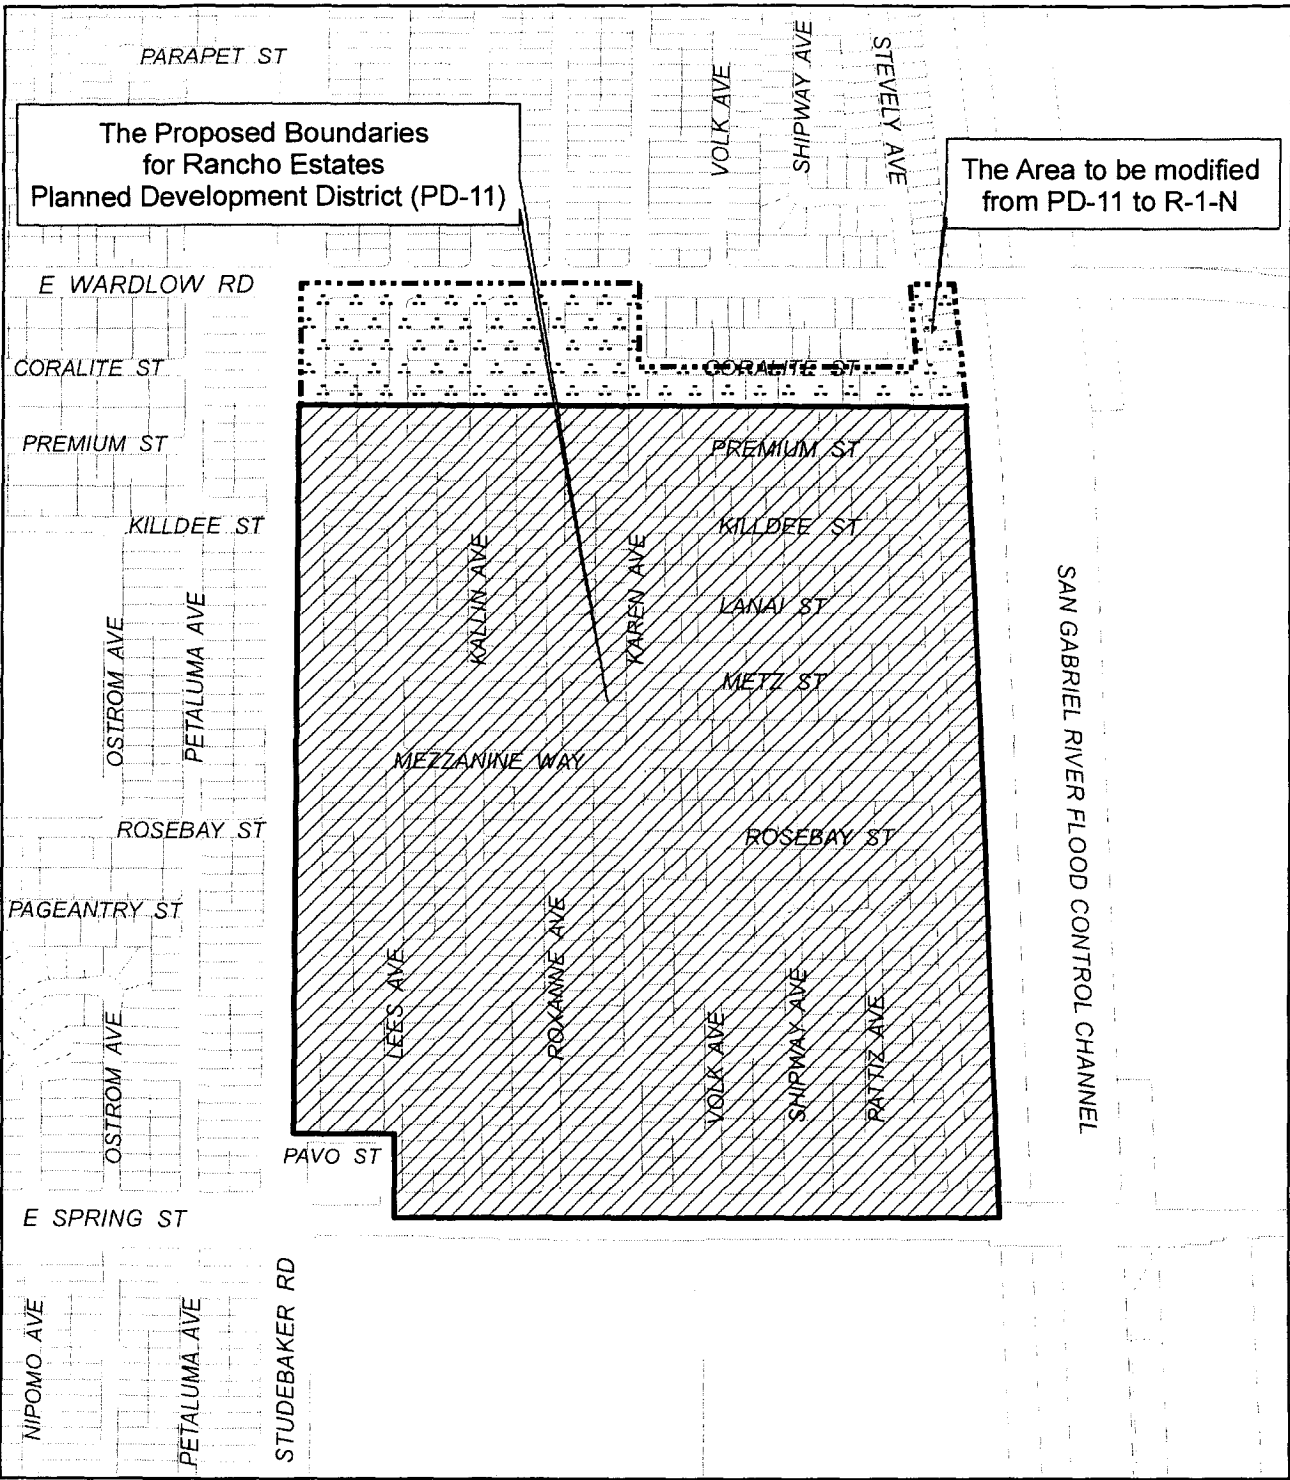 PARAPET ST
VOLK AVE
SHIPWAY AVE
STEVELY AVE
The Proposed Boundaries
for Rancho Estates
Planned Development District (PD-11)
The Area to be modified
from PD-11 to R-1-N
E WARDLOW RD
CORALITE ST
CORALITE ST
PREMIUM ST
PREMIUM ST
KILLDEE ST
KILLDEE ST
KALLIN AVE
KAREN AVE
LANAI ST
OSTROM AVE
PETALUMA AVE
METZ ST
SAN GABRIEL RIVER FLOOD CONTROL CHANNEL
MEZZANINE WAY
ROSEBAY ST
ROSEBAY ST
PAGEANTRY ST
LEES AVE
ROXANNE AVE
VOLK AVE
SHIPWAY AVE
PATTIZ AVE
OSTROM AVE
PAVO ST
E SPRING ST
NIPOMO AVE
PETALUMA AVE
STUDEBAKER RD